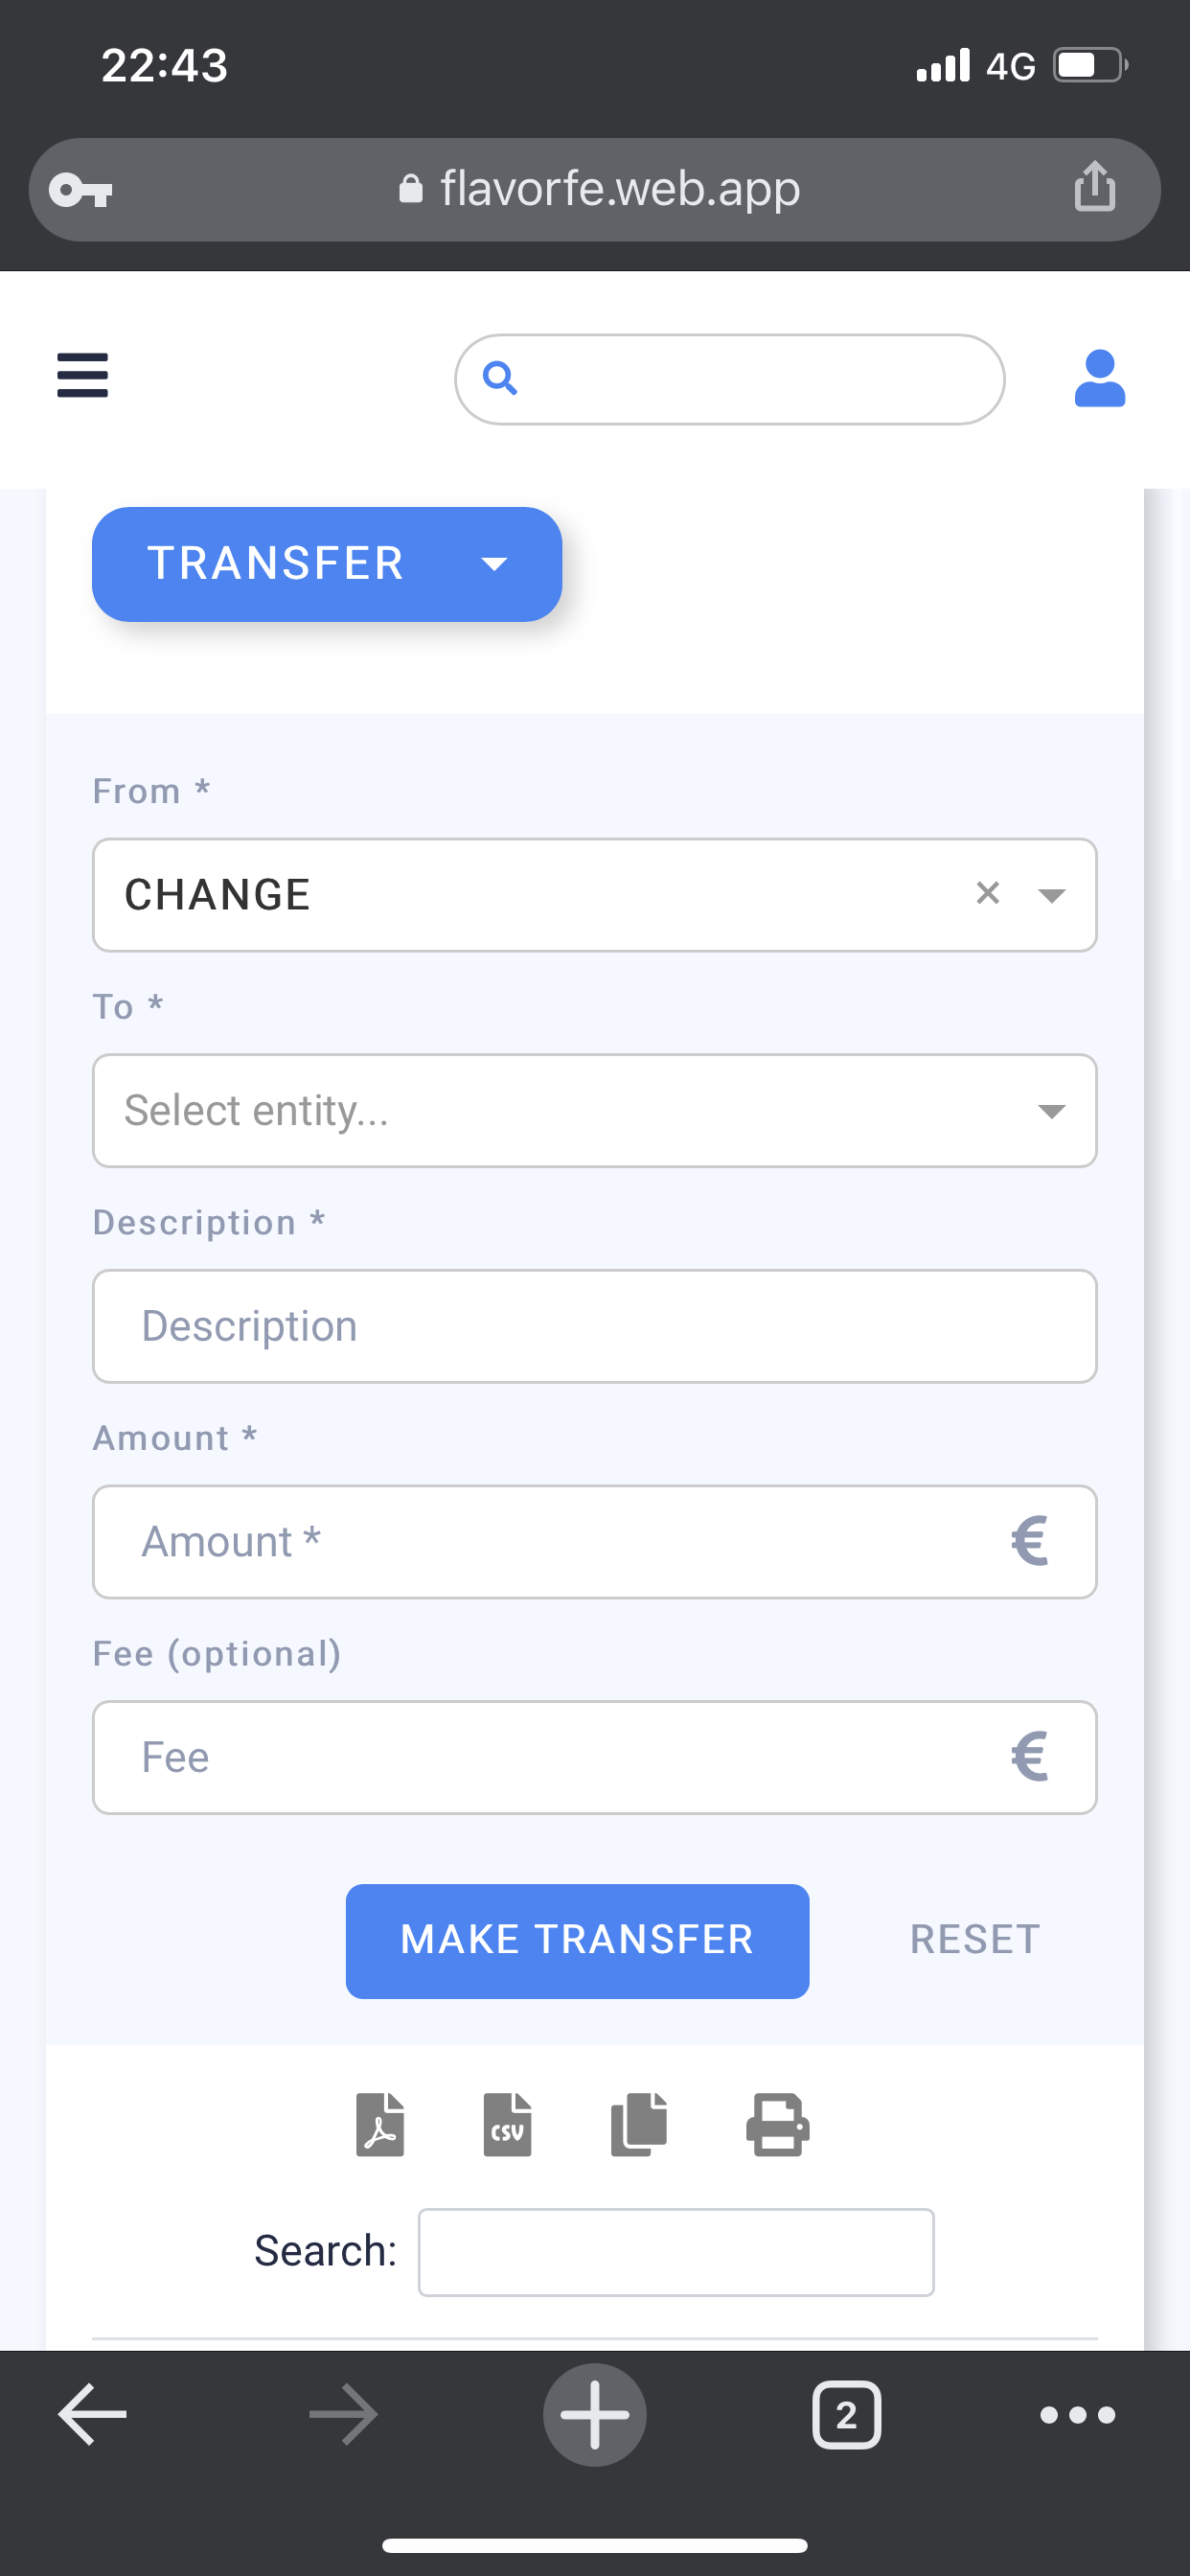 22:43
4G
flavorfe.web.app
TRANSFER
From *
CHANGE
To *
Select entity...
Description *
Description
Amount *
Amount *
€
Fee (optional)
Fee
€
MAKE TRANSFER
RESET
CSV
Search:
2